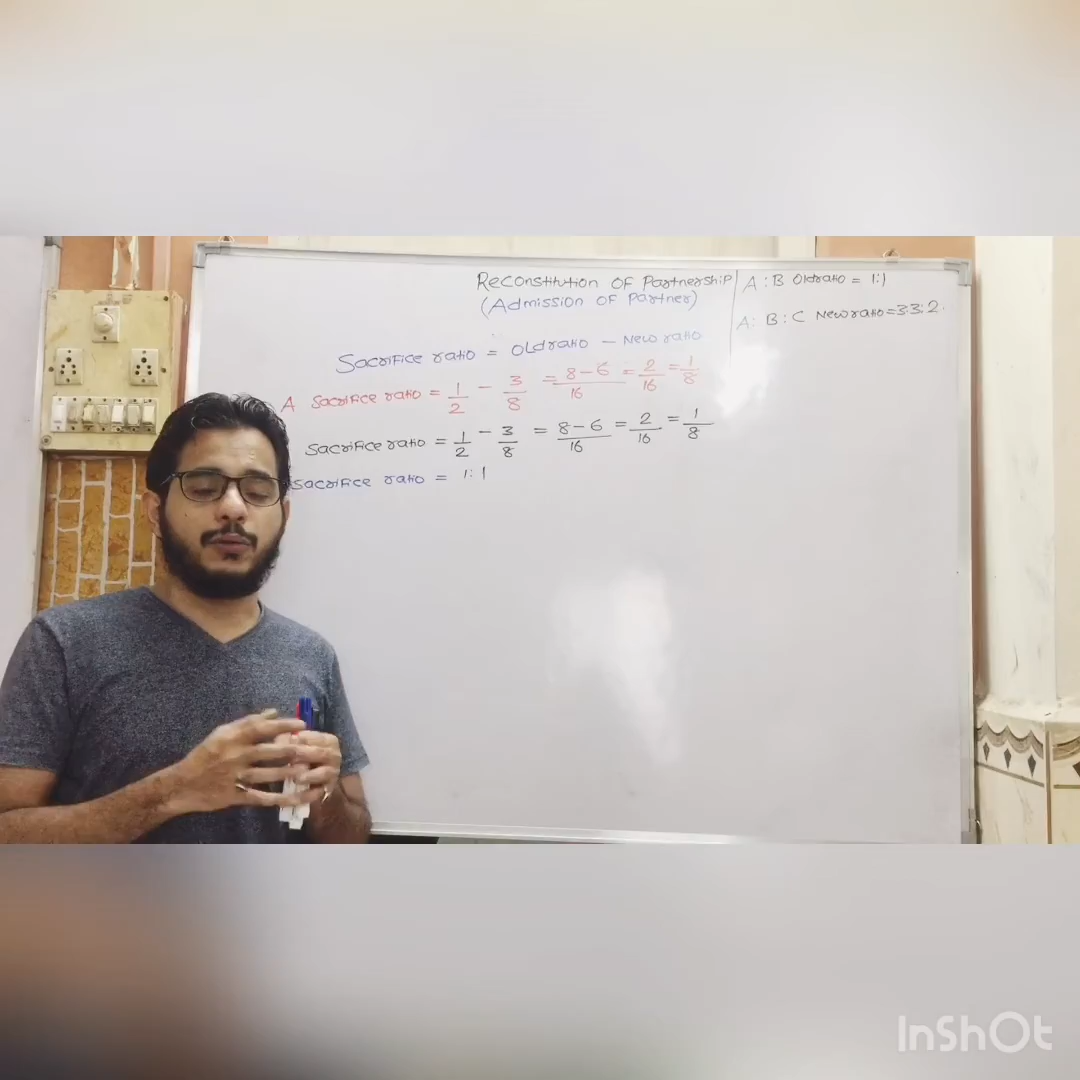 Reconstitution of Partnership
(Admission of Partner)
A : B Old ratio = 1:1
A : B : C New ratio = 3:3:2.
Sacrifice ratio = Old ratio – New ratio
A Sacrifice ratio = 1/2 – 3/8 = 8–6/16 = 2/16 = 1/8
Sacrifice ratio = 1/2 – 3/8 = 8–6/16 = 2/16 = 1/8
Sacrifice ratio = 1:1
InShOt